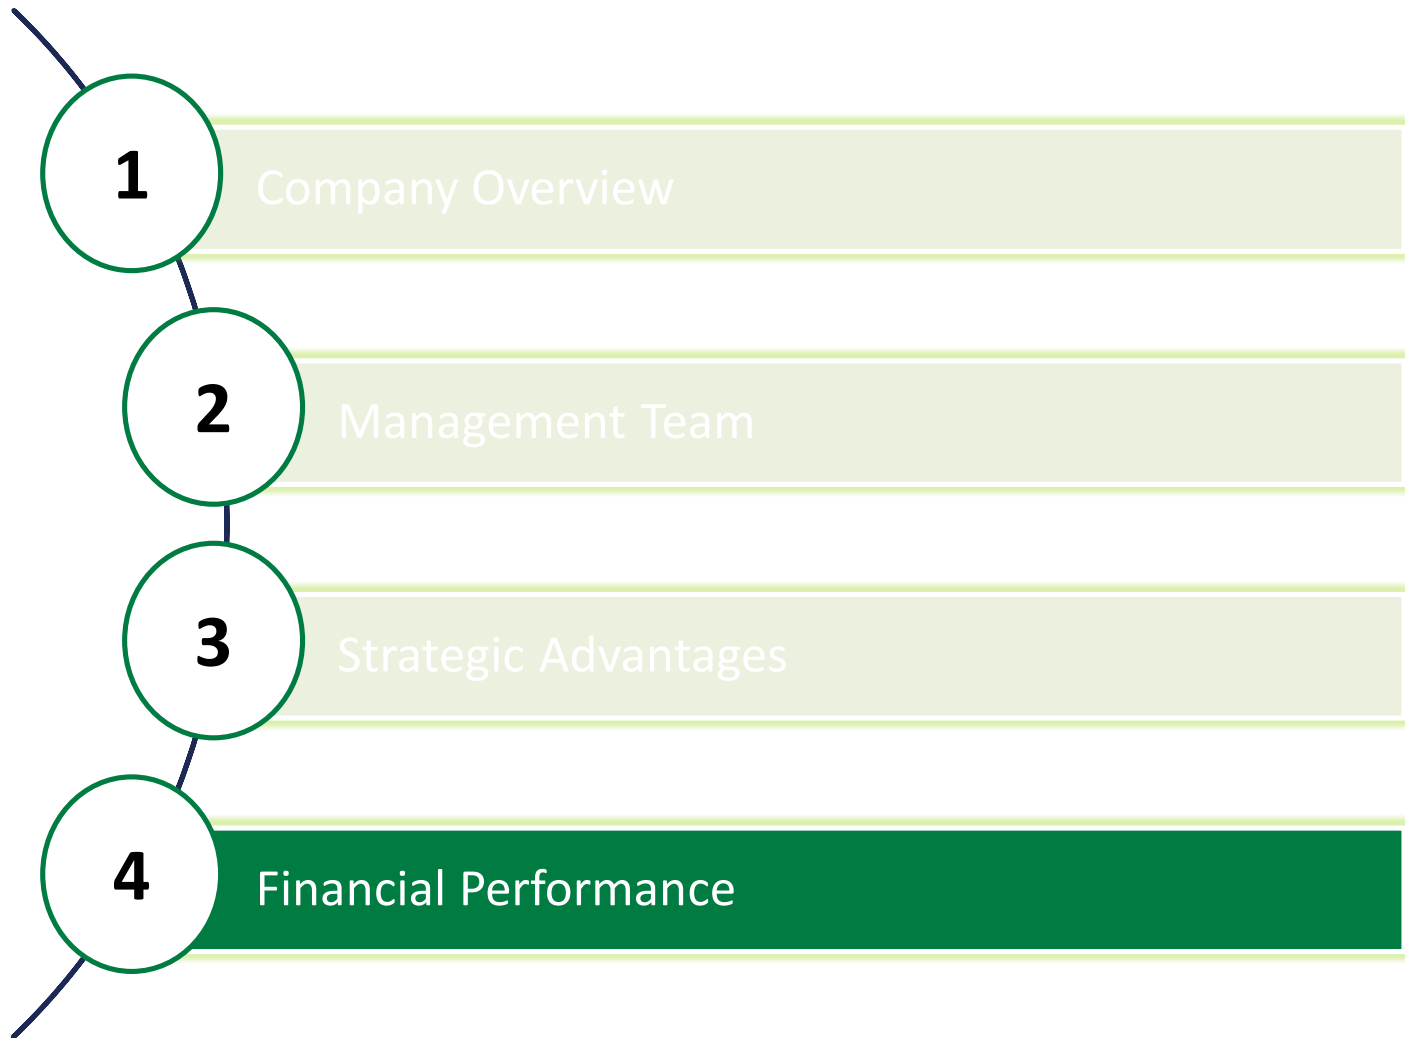 1
Company Overview
2
Management Team
3
Strategic Advantages
4
Financial Performance